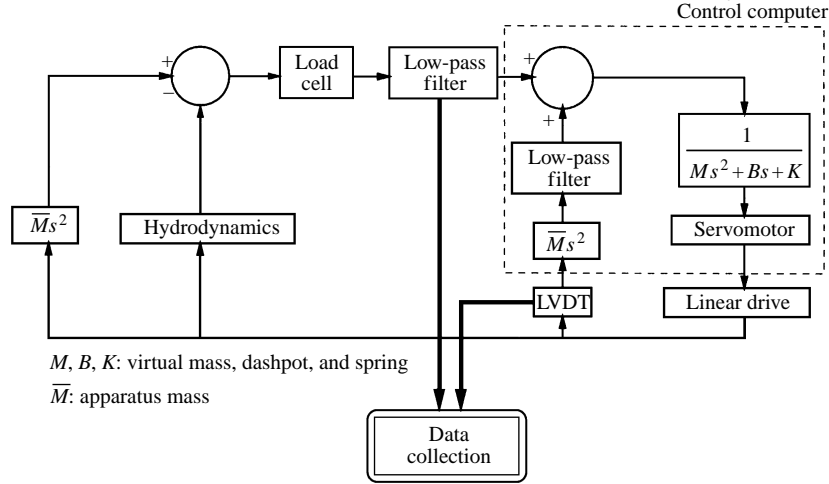 Control computer
+
−
Load
cell
Low-pass
filter
+
+
1
Ms²+Bs+K
Low-pass
filter
M̅s²
Hydrodynamics
M̅s²
Servomotor
LVDT
Linear drive
M, B, K: virtual mass, dashpot, and spring
M̅: apparatus mass
Data
collection